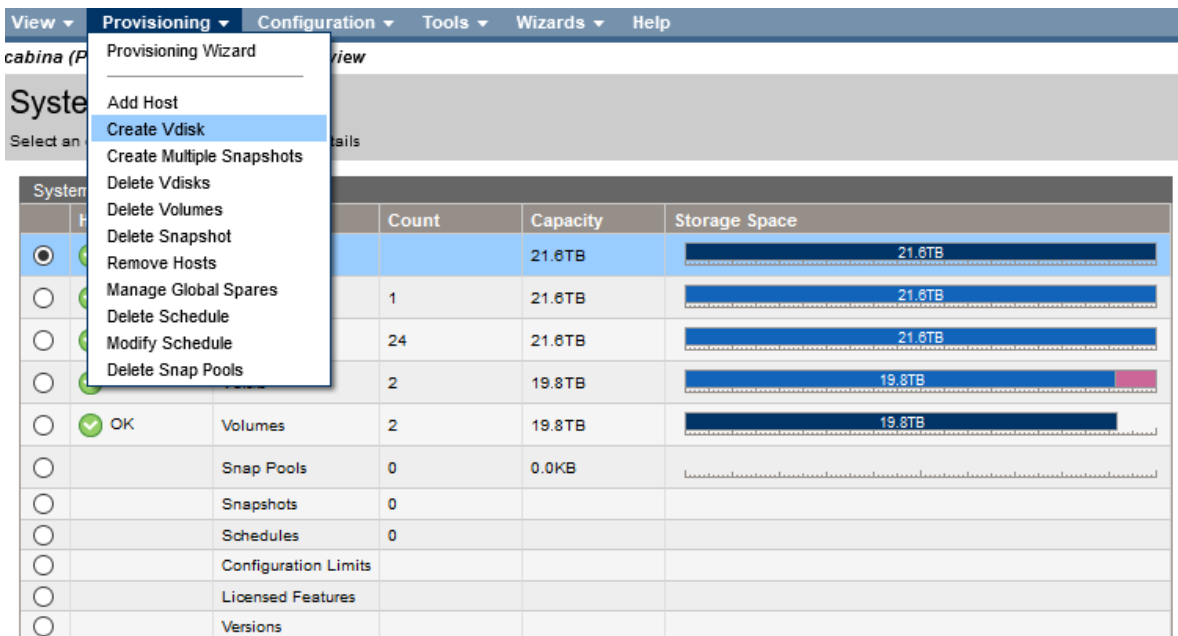 View Provisioning Configuration Tools Wizards Help
cabina (P
Provisioning Wizard
Add Host
Create Vdisk
Create Multiple Snapshots
Delete Vdisks
Delete Volumes
Delete Snapshot
Remove Hosts
Manage Global Spares
Delete Schedule
Modify Schedule
Delete Snap Pools
view
Syste
Select an
tails
System
H Count Capacity Storage Space
21.6TB 21.6TB
1 21.6TB 21.6TB
24 21.6TB 21.6TB
2 19.8TB 19.8TB
OK Volumes 2 19.8TB 19.8TB
Snap Pools 0 0.0KB
Snapshots 0
Schedules 0
Configuration Limits
Licensed Features
Versions